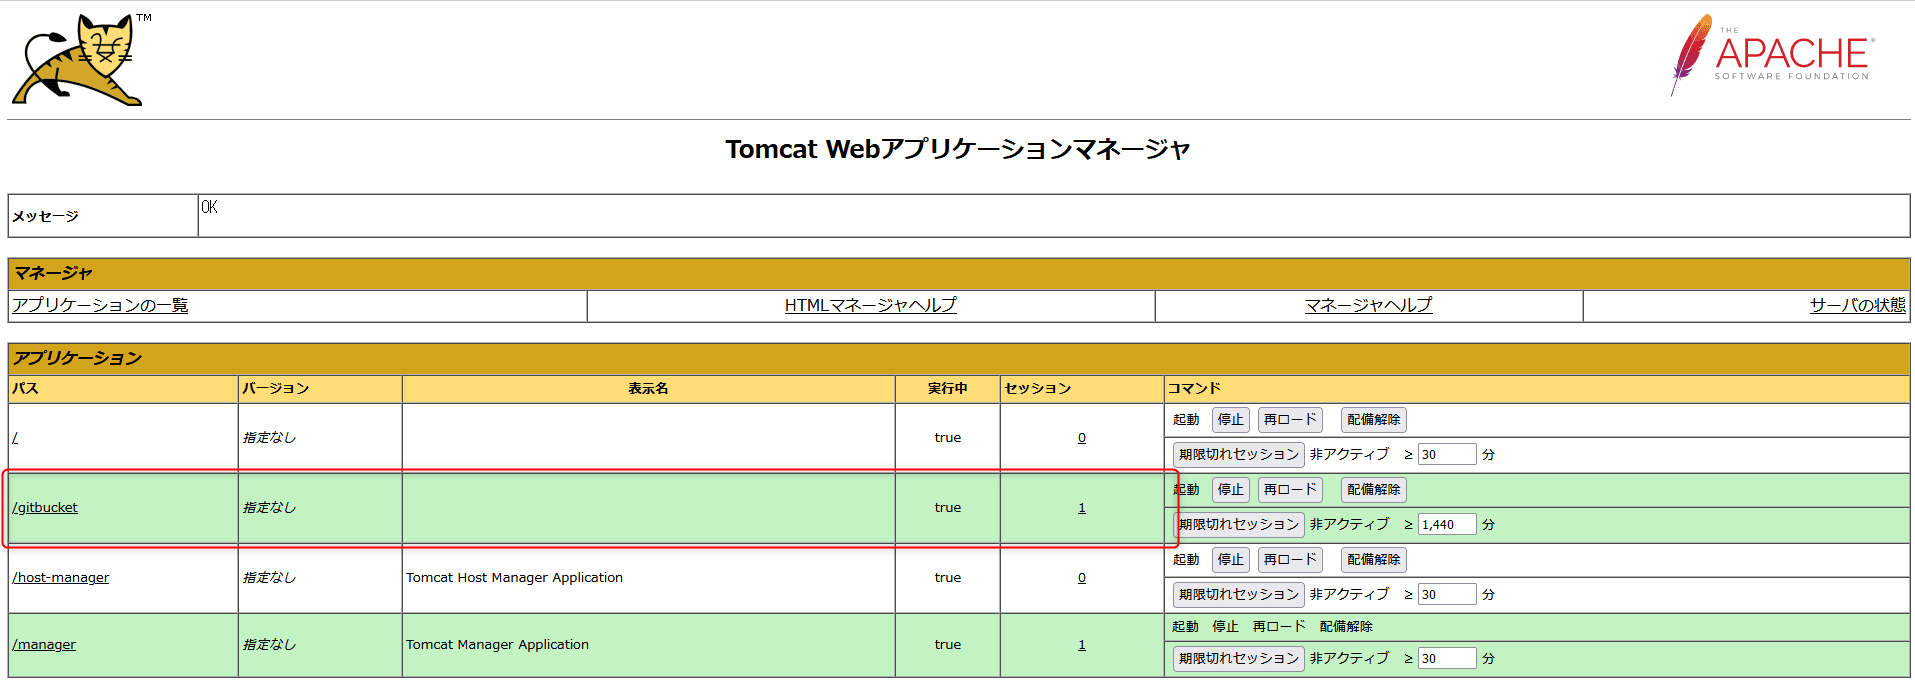 TM
THE
APACHE®
SOFTWARE FOUNDATION
Tomcat Webアプリケーションマネージャ
メッセージ OK
マネージャ
アプリケーションの一覧 HTMLマネージャヘルプ マネージャヘルプ サーバの状態
アプリケーション
パス バージョン 表示名 実行中 セッション コマンド
/ 指定なし true 0 起動 停止 再ロード 配備解除
期限切れセッション 非アクティブ ≥ 30 分
/gitbucket 指定なし true 1 起動 停止 再ロード 配備解除
期限切れセッション 非アクティブ ≥ 1,440 分
/host-manager 指定なし Tomcat Host Manager Application true 0 起動 停止 再ロード 配備解除
期限切れセッション 非アクティブ ≥ 30 分
/manager 指定なし Tomcat Manager Application true 1 起動 停止 再ロード 配備解除
期限切れセッション 非アクティブ ≥ 30 分